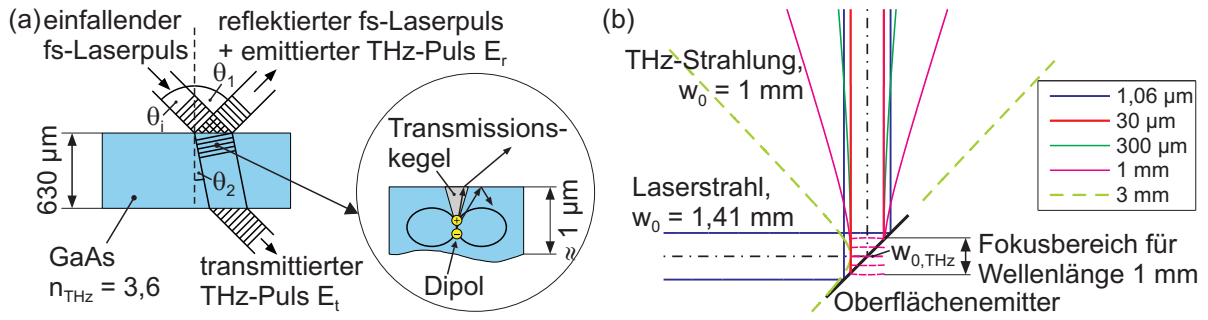 (a)
einfallender
fs-Laserpuls
reflektierter fs-Laserpuls
+ emittierter THz-Puls E_r
θ_1
θ_i
630 µm
θ_2
GaAs
n_THz = 3,6
transmittierter
THz-Puls E_t
Transmissions-
kegel
+
−
Dipol
≈ 1 µm
(b)
THz-Strahlung,
w_0 = 1 mm
Laserstrahl,
w_0 = 1,41 mm
1,06 µm
30 µm
300 µm
1 mm
3 mm
w_0,THz
Fokusbereich für
Wellenlänge 1 mm
Oberflächenemitter